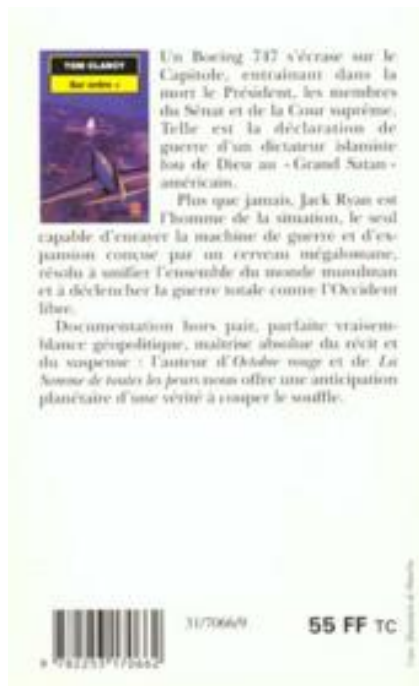 TOM CLANCY
Sur ordre *
Un Boeing 747 s'écrase sur le
Capitole, entraînant dans la
mort le Président, les membres
du Sénat et de la Cour suprême.
Telle est la déclaration de
guerre d'un dictateur islamiste
fou de Dieu au « Grand Satan »
américain.
Plus que jamais, Jack Ryan est
l'homme de la situation, le seul
capable d'enrayer la machine de guerre et d'ex-
pansion conçue par un cerveau mégalomane,
résolu à unifier l'ensemble du monde musulman
et à déclencher la guerre totale contre l'Occident
libre.
Documentation hors pair, parfaite vraisem-
blance géopolitique, maîtrise absolue du récit et
du suspense : l'auteur d'Octobre rouge et de La
Somme de toutes les peurs nous offre une anticipation
planétaire d'une vérité à couper le souffle.
31/7066/9
55 FF TC
9 782253 170662